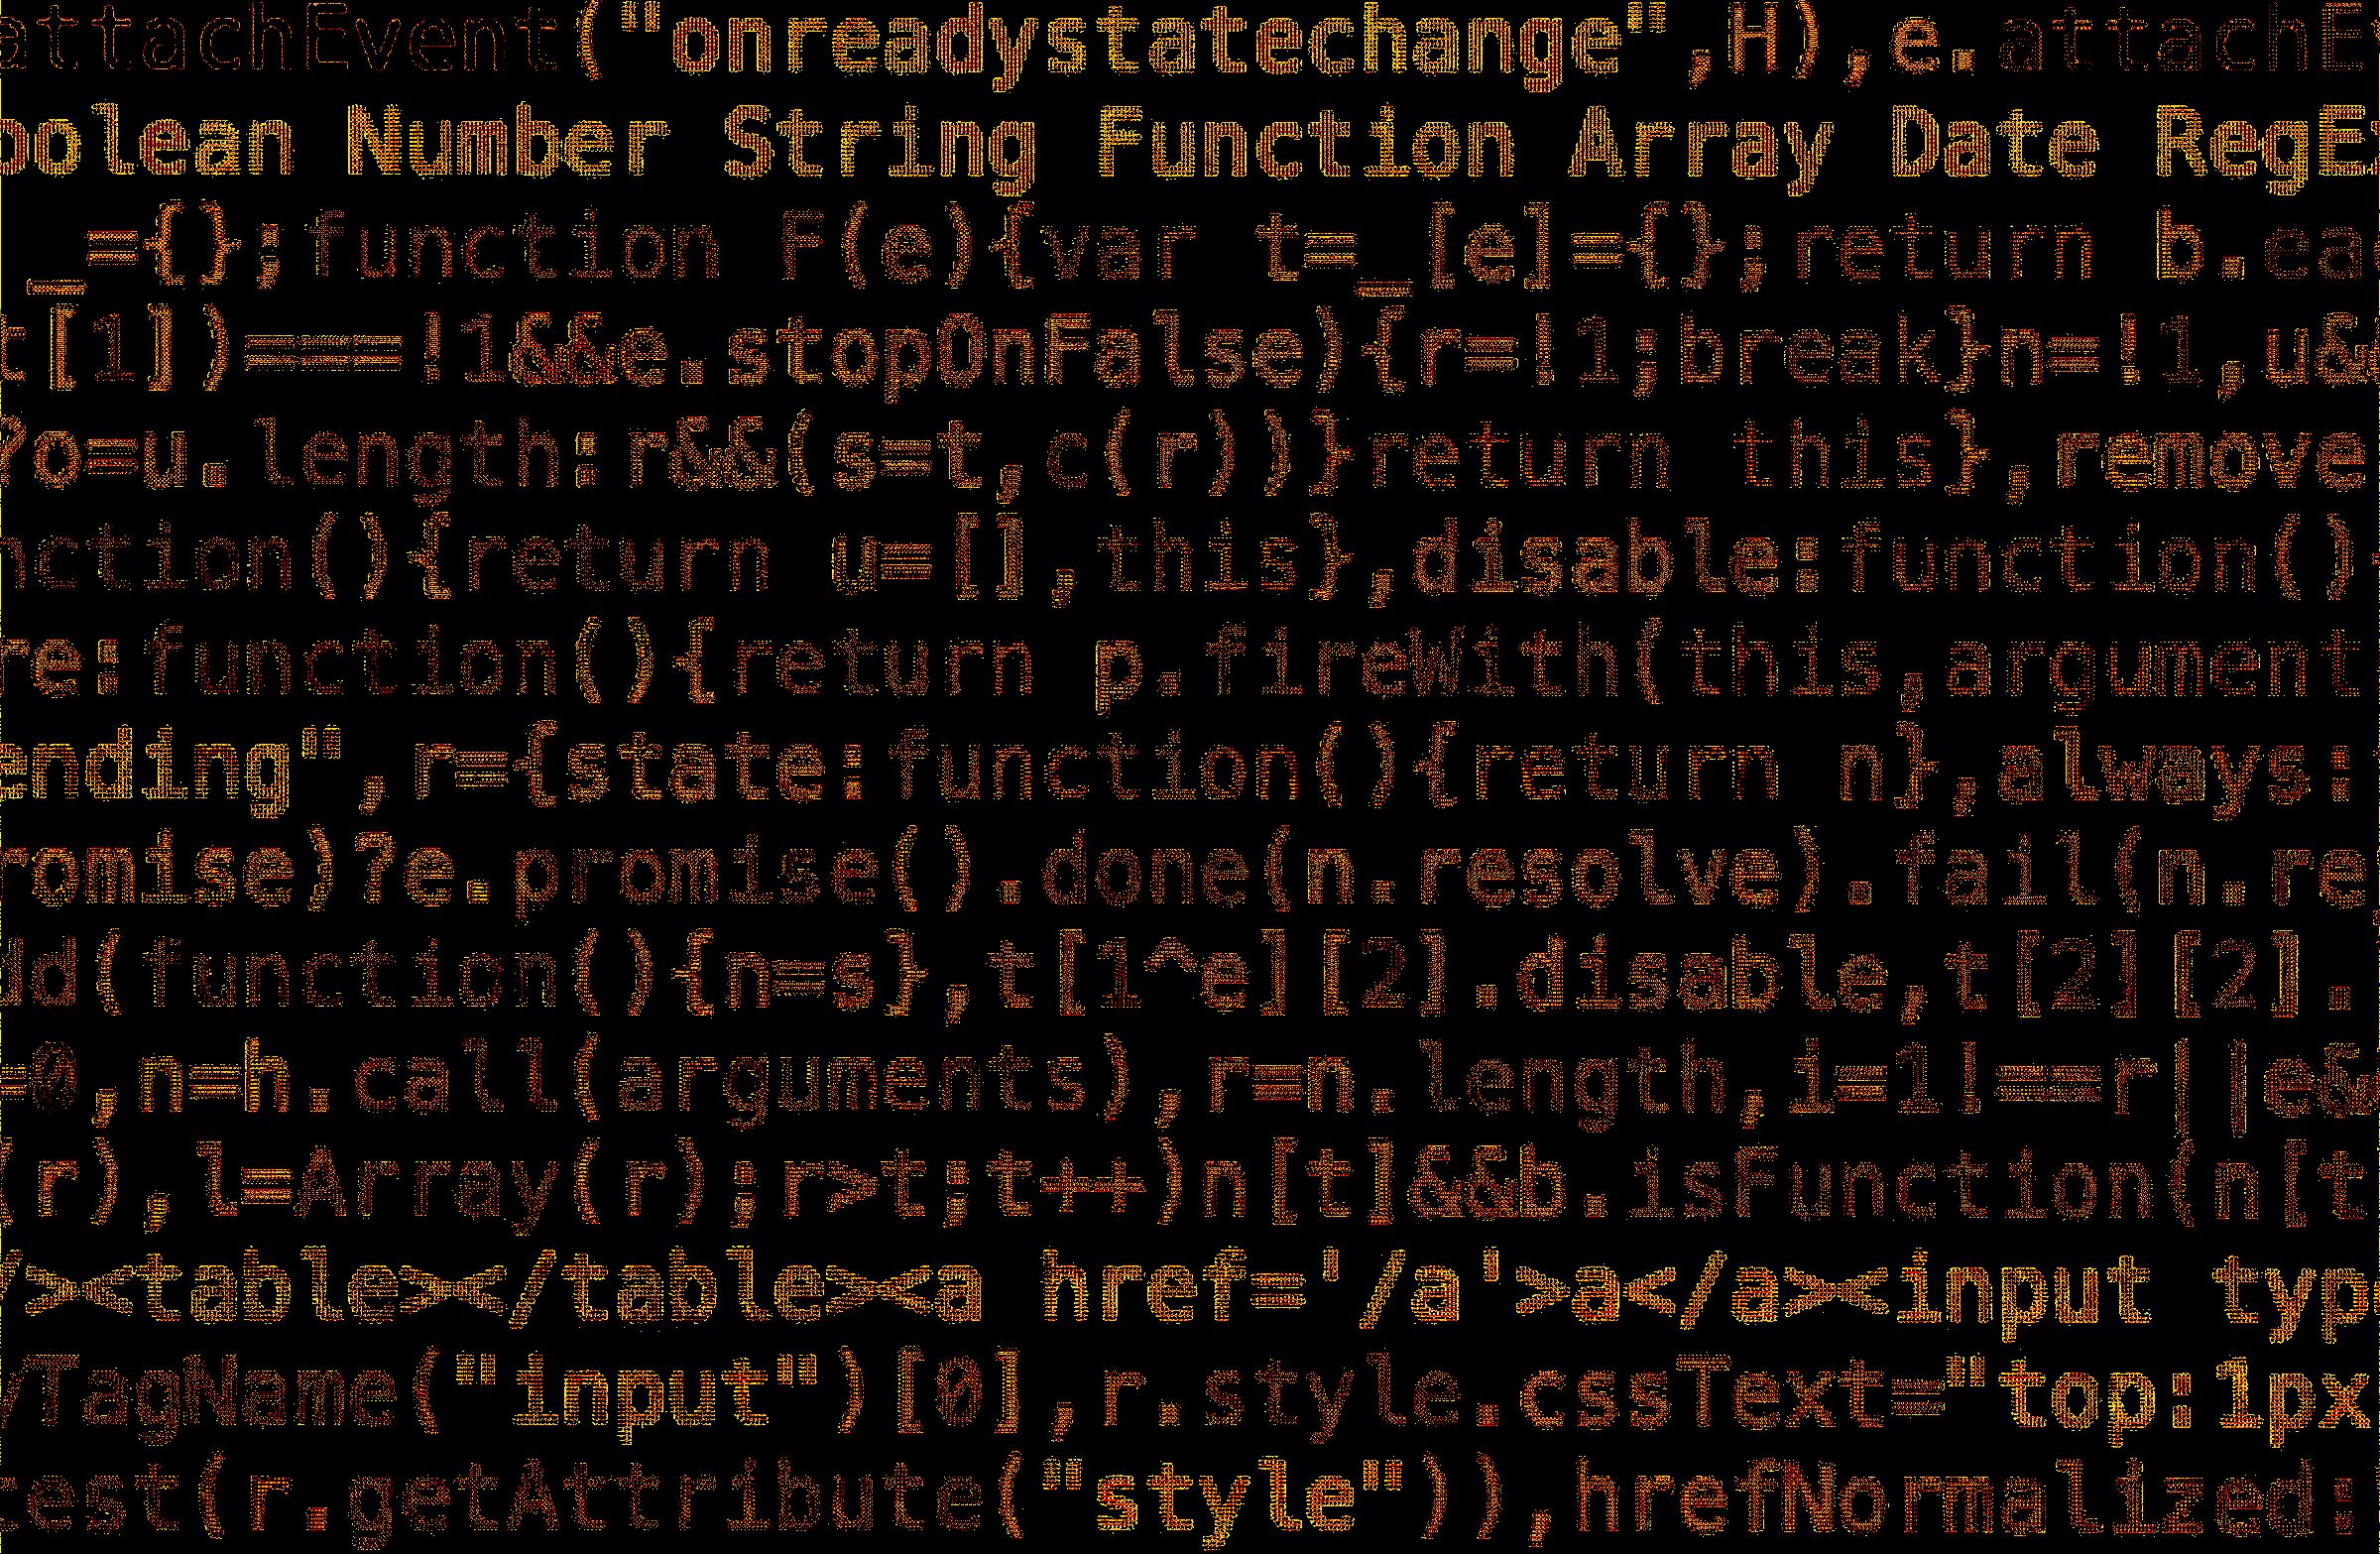 attachEvent("onreadystatechange",H),e.attachE
oolean Number String Function Array Date RegE
_={};function F(e){var t=_[e]={};return b.ea
t[1])===!1&&e.stopOnFalse){r=!1;break}n=!1,u&
?o=u.length:r&&(s=t,c(r))}return this},remove
nction(){return u=[],this},disable:function()
re:function(){return p.fireWith(this,argument
ending",r={state:function(){return n},always:
romise)?e.promise().done(n.resolve).fail(n.re
dd(function(){n=s},t[1^e][2].disable,t[2][2].
=0,n=h.call(arguments),r=n.length,i=1!==r||e&
(r),l=Array(r);r>t;t++)n[t]&&b.isFunction(n[t
/><table></table><a href='/a'>a</a><input typ
yTagName("input")[0],r.style.cssText="top:1px
test(r.getAttribute("style")),hrefNormalized: